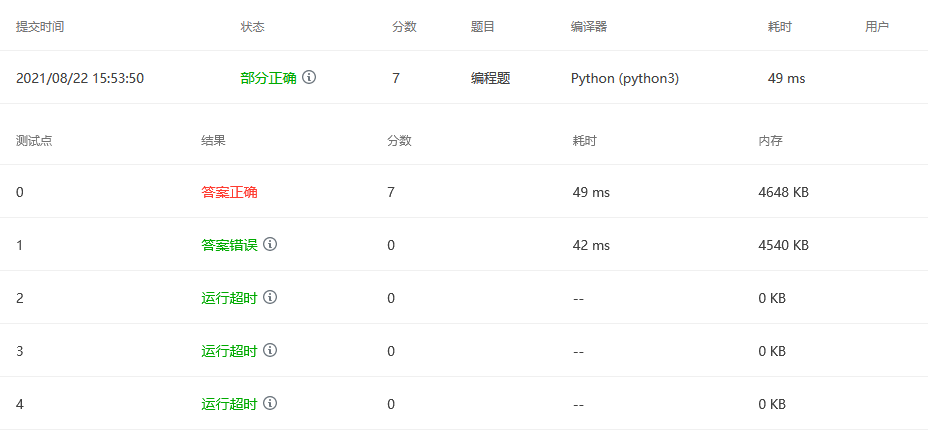 提交时间 状态 分数 题目 编译器 耗时 用户
2021/08/22 15:53:50 部分正确 7 编程题 Python (python3) 49 ms
测试点 结果 分数 耗时 内存
0 答案正确 7 49 ms 4648 KB
1 答案错误 0 42 ms 4540 KB
2 运行超时 0 -- 0 KB
3 运行超时 0 -- 0 KB
4 运行超时 0 -- 0 KB